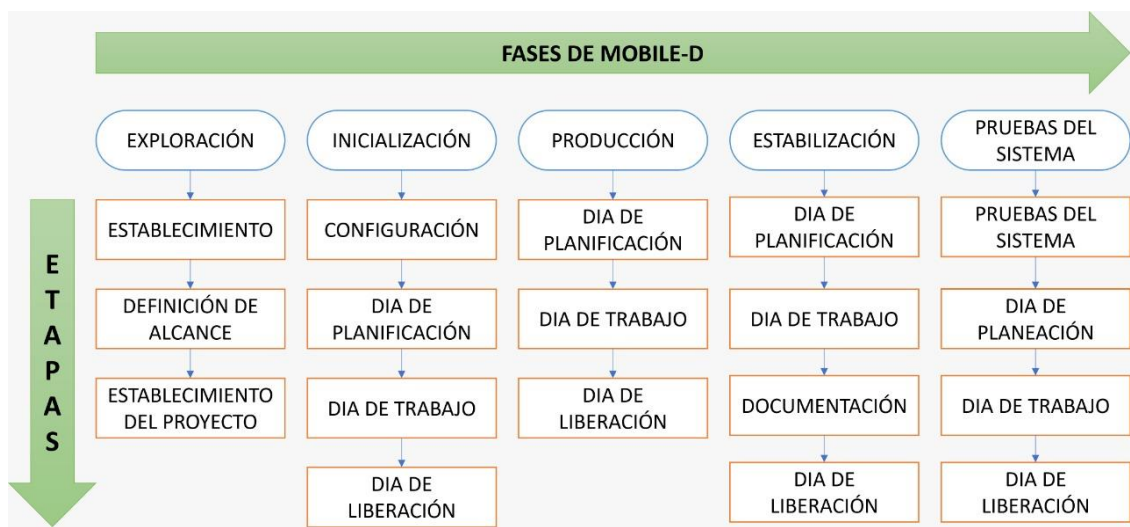 FASES DE MOBILE-D
EXPLORACIÓN
INICIALIZACIÓN
PRODUCCIÓN
ESTABILIZACIÓN
PRUEBAS DEL
SISTEMA
ETAPAS
ESTABLECIMIENTO
DEFINICIÓN DE
ALCANCE
ESTABLECIMIENTO
DEL PROYECTO
CONFIGURACIÓN
DIA DE
PLANIFICACIÓN
DIA DE TRABAJO
DIA DE
LIBERACIÓN
DIA DE
PLANIFICACIÓN
DIA DE TRABAJO
DIA DE
LIBERACIÓN
DIA DE
PLANIFICACIÓN
DIA DE TRABAJO
DOCUMENTACIÓN
DIA DE
LIBERACIÓN
PRUEBAS DEL
SISTEMA
DIA DE
PLANEACIÓN
DIA DE TRABAJO
DIA DE
LIBERACIÓN